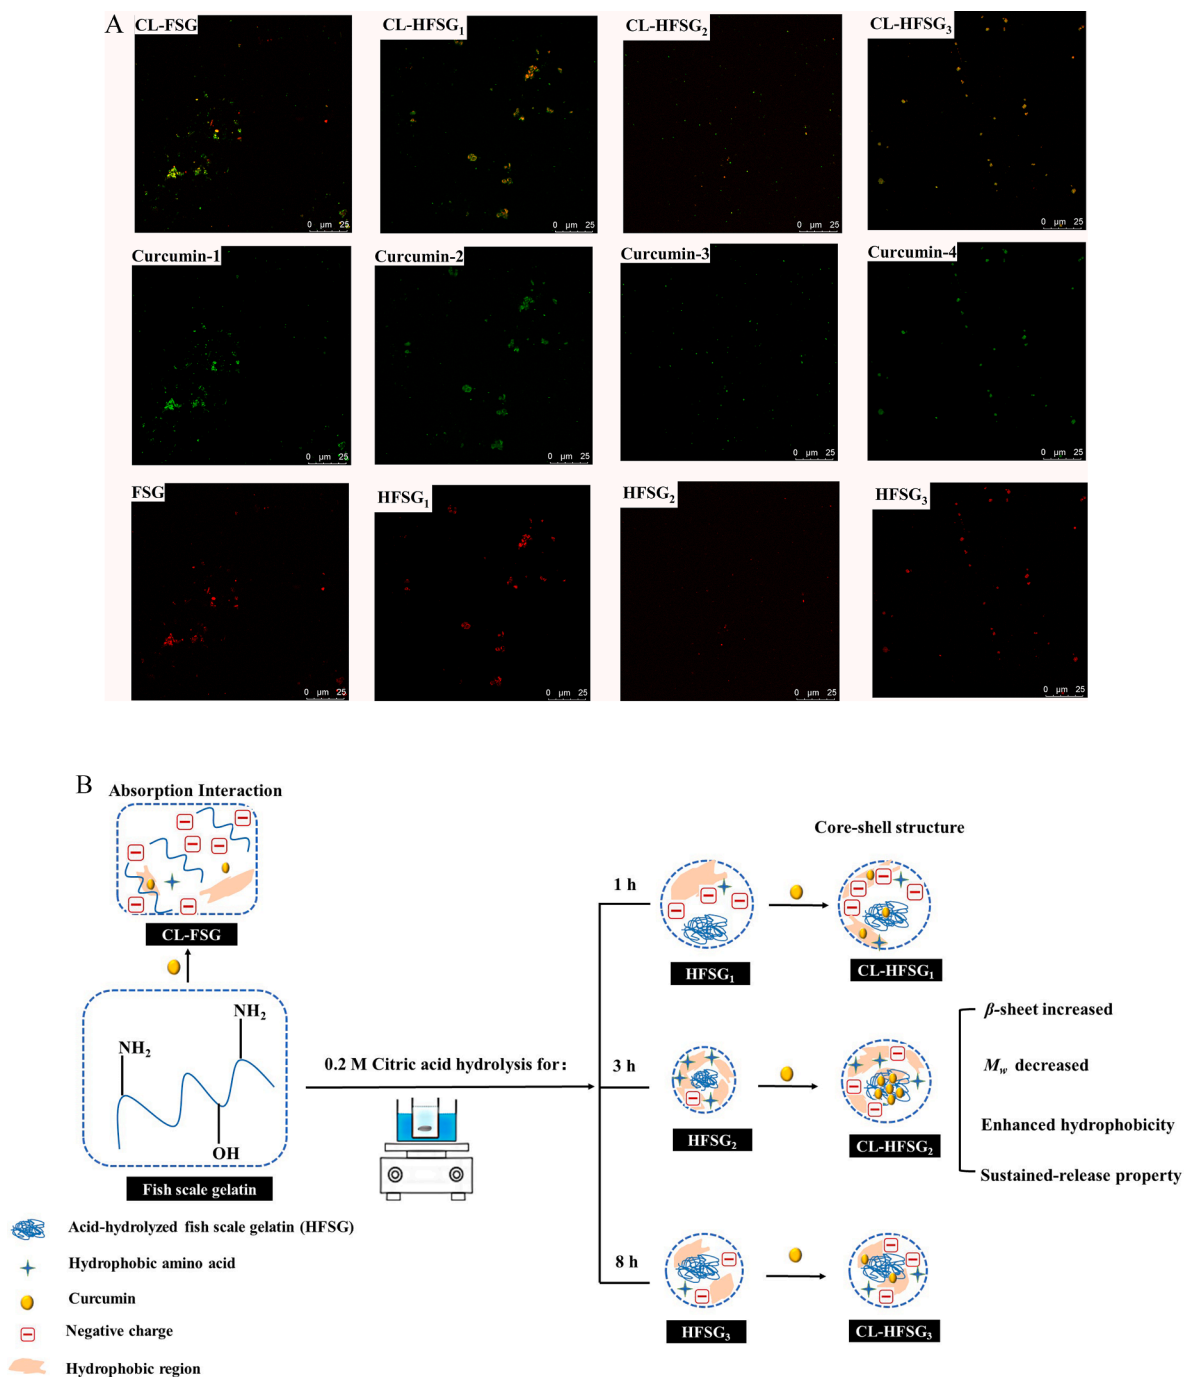 A
CL-FSG
CL-HFSG₁
CL-HFSG₂
CL-HFSG₃
0 µm 25
0 µm 25
0 µm 25
0 µm 25
Curcumin-1
Curcumin-2
Curcumin-3
Curcumin-4
0 µm 25
0 µm 25
0 µm 25
0 µm 25
FSG
HFSG₁
HFSG₂
HFSG₃
0 µm 25
0 µm 25
0 µm 25
0 µm 25
B
Absorption Interaction
CL-FSG
NH₂
NH₂
OH
Fish scale gelatin
0.2 M Citric acid hydrolysis for:
Core-shell structure
1 h
HFSG₁
CL-HFSG₁
3 h
HFSG₂
CL-HFSG₂
β-sheet increased
Mw decreased
Enhanced hydrophobicity
Sustained-release property
8 h
HFSG₃
CL-HFSG₃
Acid-hydrolyzed fish scale gelatin (HFSG)
Hydrophobic amino acid
Curcumin
Negative charge
Hydrophobic region